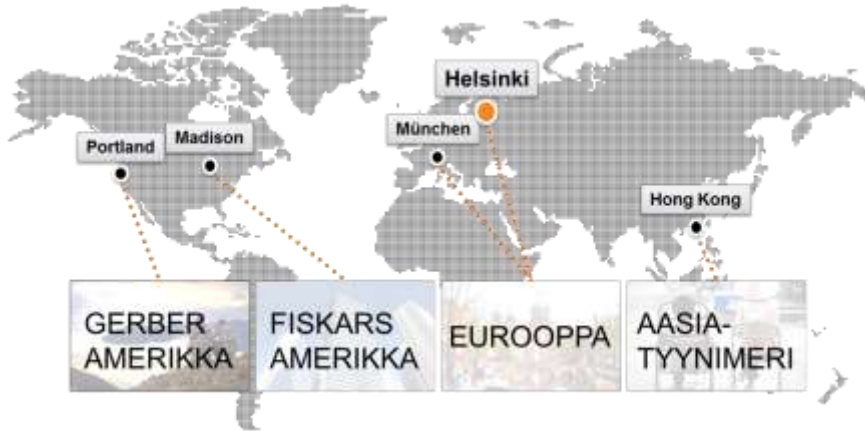 Helsinki
München
Madison
Portland
Hong Kong
GERBER
AMERIKKA
FISKARS
AMERIKKA
EUROOPPA
AASIA-
TYYNIMERI